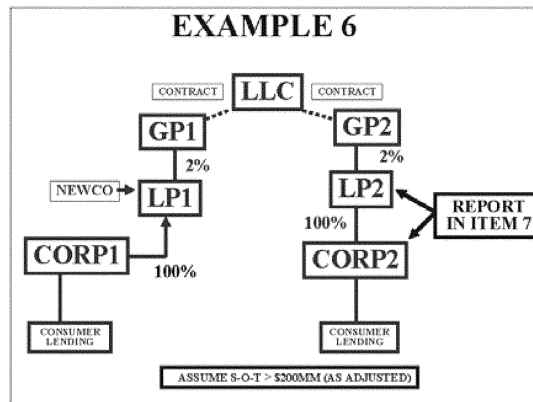 EXAMPLE 6
CONTRACT
LLC
CONTRACT
GP1
GP2
2%
2%
NEWCO
LP1
LP2
REPORT
IN ITEM 7
100%
CORP1
CORP2
100%
CONSUMER
LENDING
CONSUMER
LENDING
ASSUME S-O-T > $200MM (AS ADJUSTED)